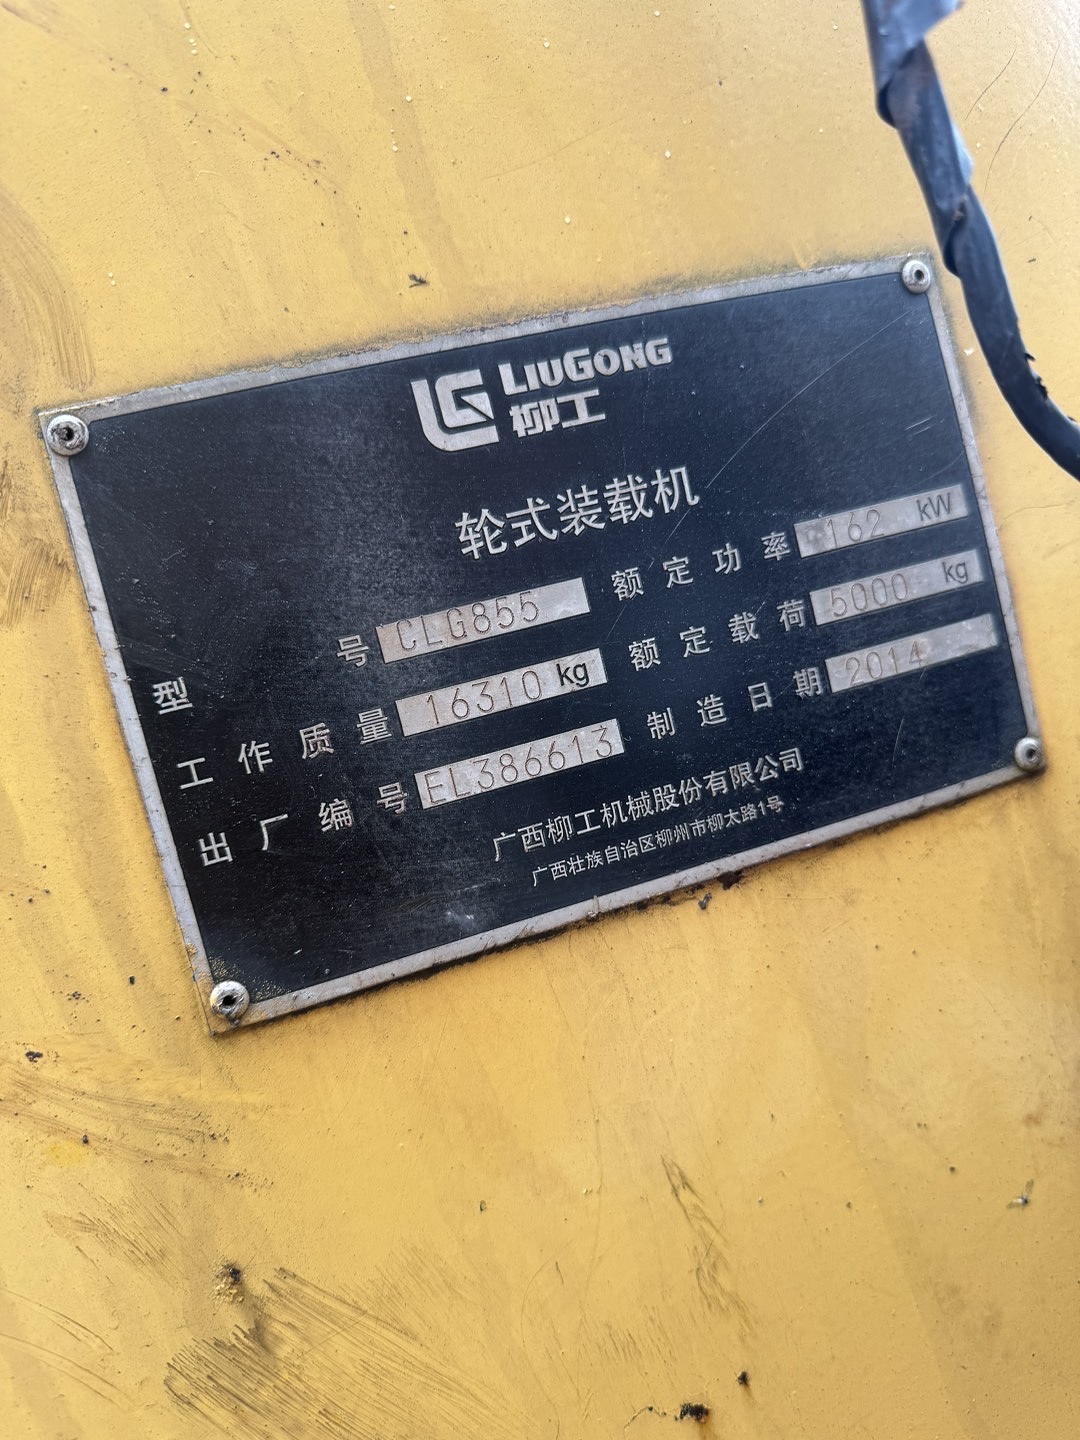 LIUGONG
柳工
轮式装载机
型号 CLG855 额定功率 162 kW
工作质量 16310 kg 额定载荷 5000 kg
出厂编号 EL386613 制造日期 2014
广西柳工机械股份有限公司
广西壮族自治区柳州市柳太路1号